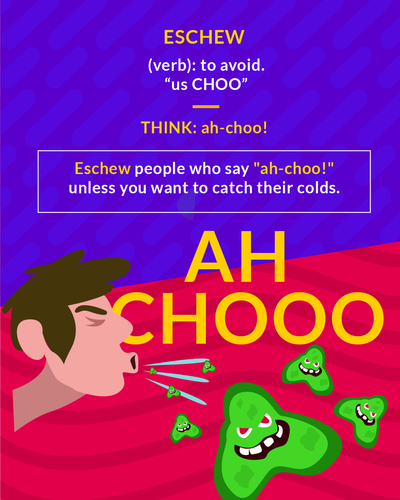 ESCHEW
(verb): to avoid.
“us CHOO”
THINK: ah-choo!
Eschew people who say "ah-choo!"
unless you want to catch their colds.
AH
CHOOO